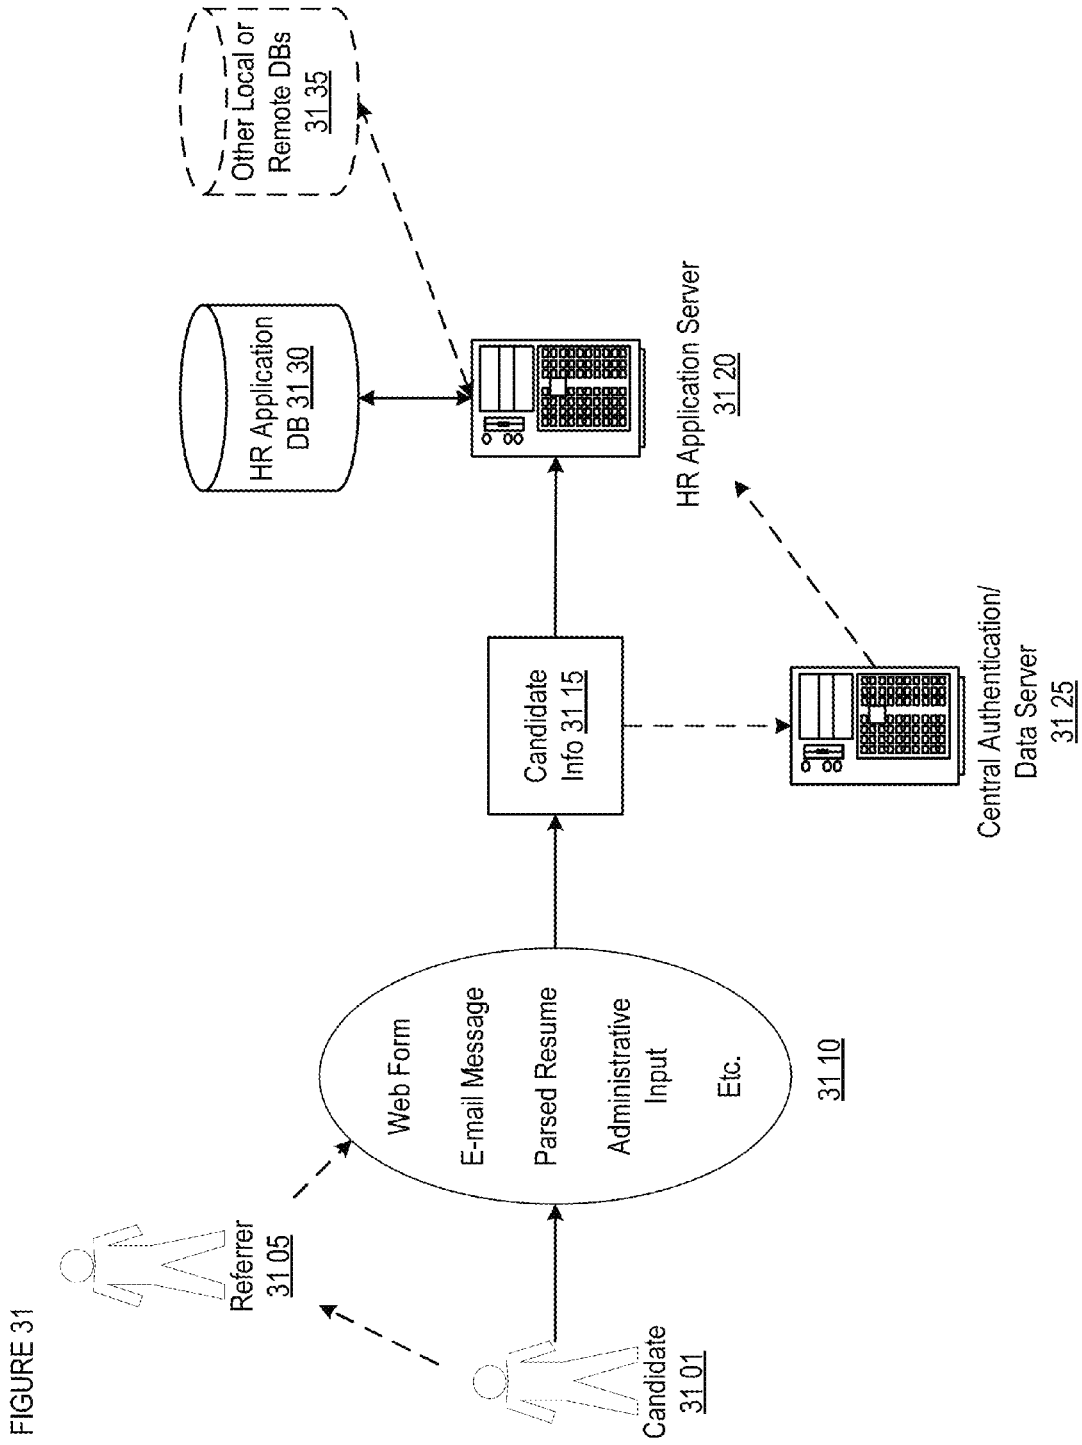 FIGURE 31
Referrer
31 05
Candidate
31 01
Web Form
E-mail Message
Parsed Resume
Administrative
Input
Etc.
31 10
Candidate
Info 31 15
Central Authentication/
Data Server
31 25
HR Application Server
31 20
HR Application
DB 31 30
Other Local or
Remote DBs
31 35